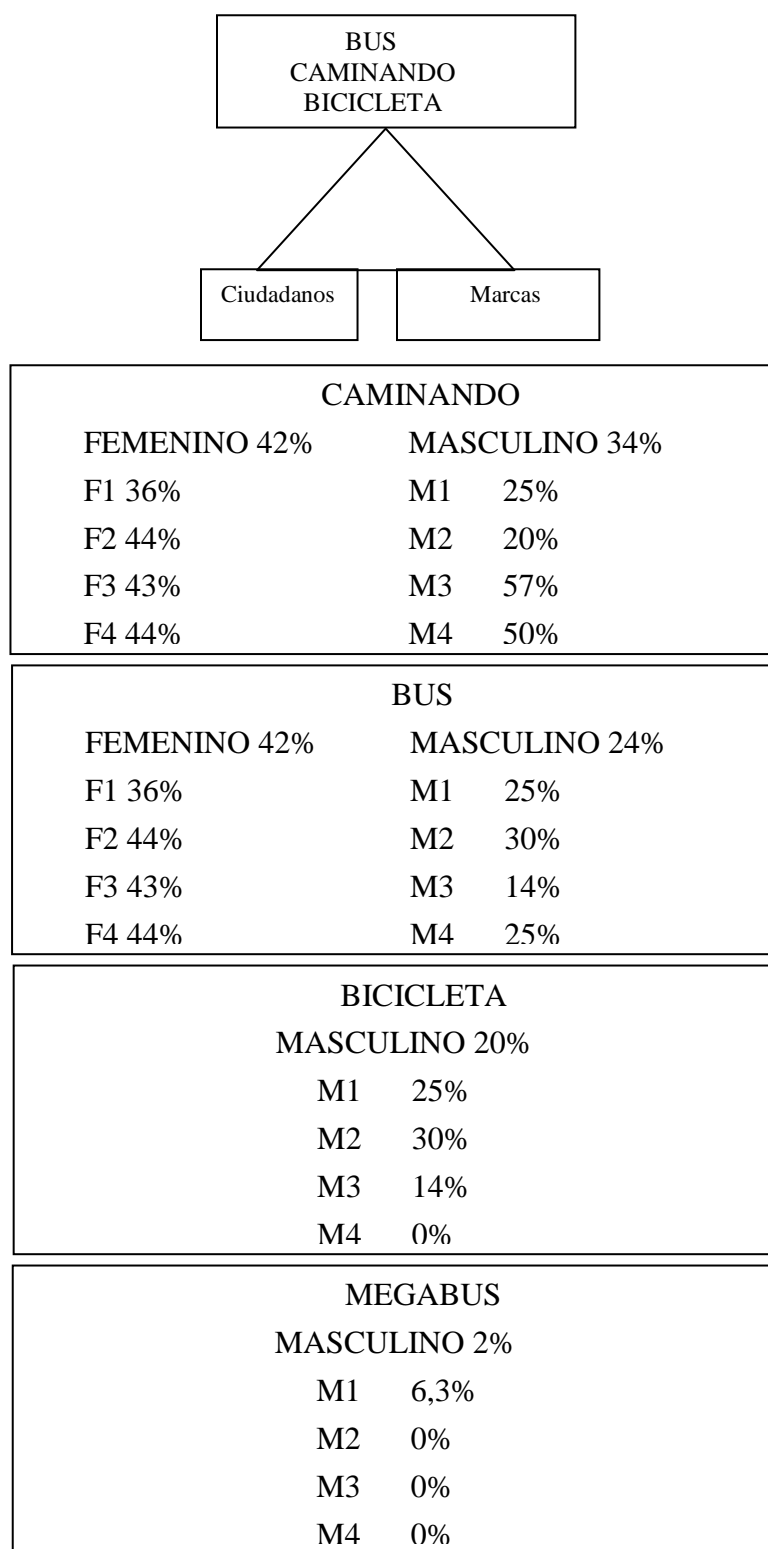 BUS
CAMINANDO
BICICLETA
Ciudadanos Marcas
CAMINANDO
FEMENINO 42% MASCULINO 34%
F1 36% M1 25%
F2 44% M2 20%
F3 43% M3 57%
F4 44% M4 50%
BUS
FEMENINO 42% MASCULINO 24%
F1 36% M1 25%
F2 44% M2 30%
F3 43% M3 14%
F4 44% M4 25%
BICICLETA
MASCULINO 20%
M1 25%
M2 30%
M3 14%
M4 0%
MEGABUS
MASCULINO 2%
M1 6,3%
M2 0%
M3 0%
M4 0%